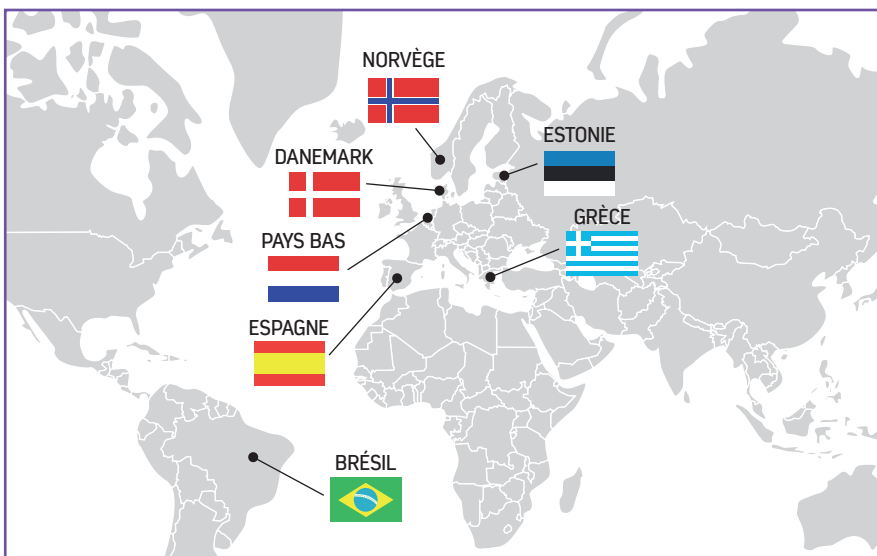 NORVÈGE
ESTONIE
DANEMARK
GRÈCE
PAYS BAS
ESPAGNE
BRÉSIL